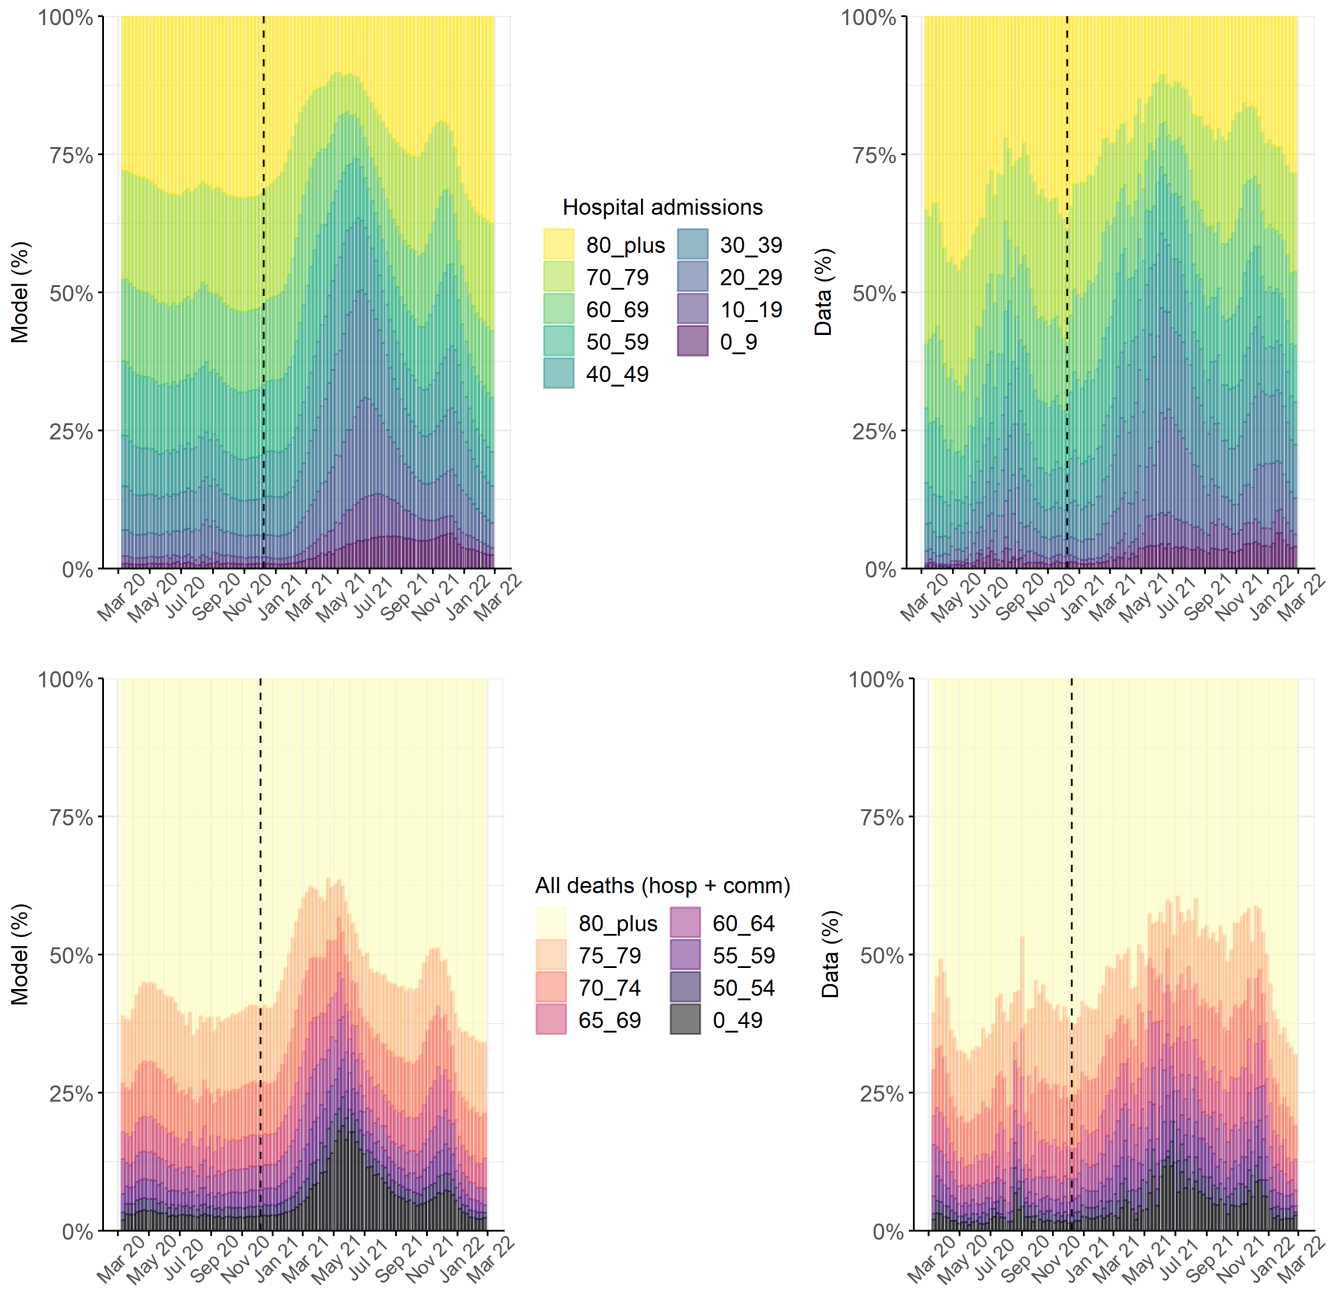 100%
75%
50%
25%
0%
Model (%)
Mar 20
May 20
Jul 20
Sep 20
Nov 20
Jan 21
Mar 21
May 21
Jul 21
Sep 21
Nov 21
Jan 22
Mar 22
Hospital admissions
80_plus
70_79
60_69
50_59
40_49
30_39
20_29
10_19
0_9
100%
75%
50%
25%
0%
Data (%)
Mar 20
May 20
Jul 20
Sep 20
Nov 20
Jan 21
Mar 21
May 21
Jul 21
Sep 21
Nov 21
Jan 22
Mar 22
100%
75%
50%
25%
0%
Model (%)
Mar 20
May 20
Jul 20
Sep 20
Nov 20
Jan 21
Mar 21
May 21
Jul 21
Sep 21
Nov 21
Jan 22
Mar 22
All deaths (hosp + comm)
80_plus
75_79
70_74
65_69
60_64
55_59
50_54
0_49
100%
75%
50%
25%
0%
Data (%)
Mar 20
May 20
Jul 20
Sep 20
Nov 20
Jan 21
Mar 21
May 21
Jul 21
Sep 21
Nov 21
Jan 22
Mar 22